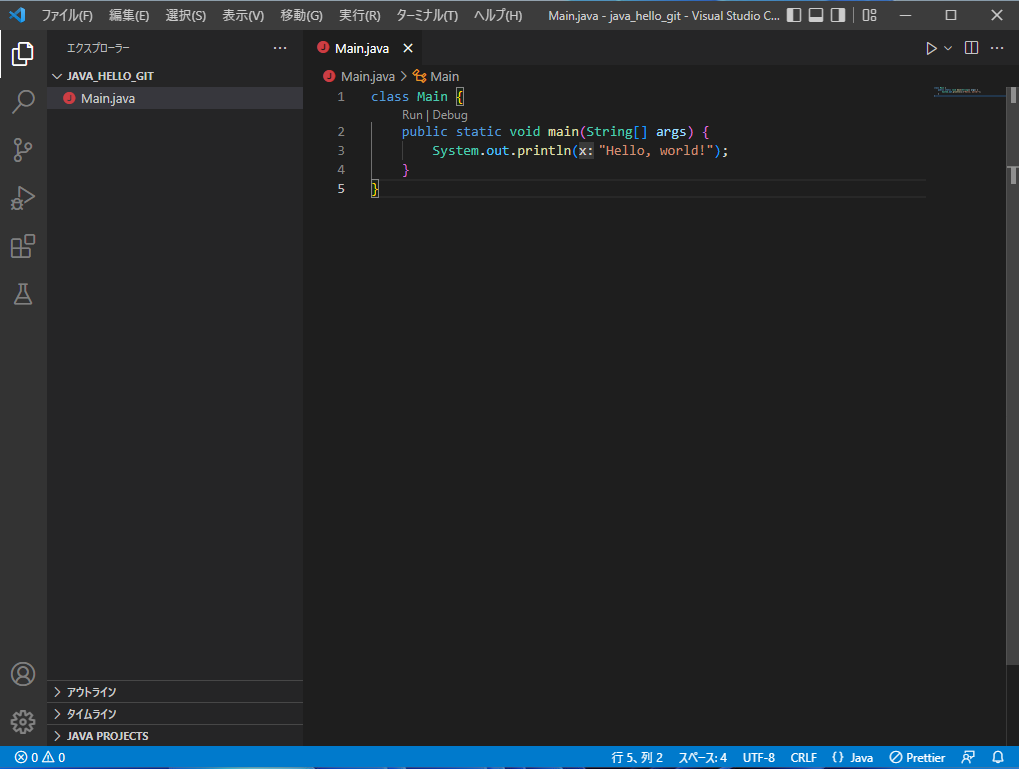 ファイル(F) 編集(E) 選択(S) 表示(V) 移動(G) 実行(R) ターミナル(T) ヘルプ(H) Main.java - java_hello_git - Visual Studio C...
エクスプローラー
JAVA_HELLO_GIT
Main.java
アウトライン
タイムライン
JAVA PROJECTS
Main.java
Main.java > Main
1 class Main {
Run | Debug
2 public static void main(String[] args) {
3 System.out.println(x: "Hello, world!");
4 }
5 }
0 0 行 5、列 2 スペース: 4 UTF-8 CRLF {} Java Prettier